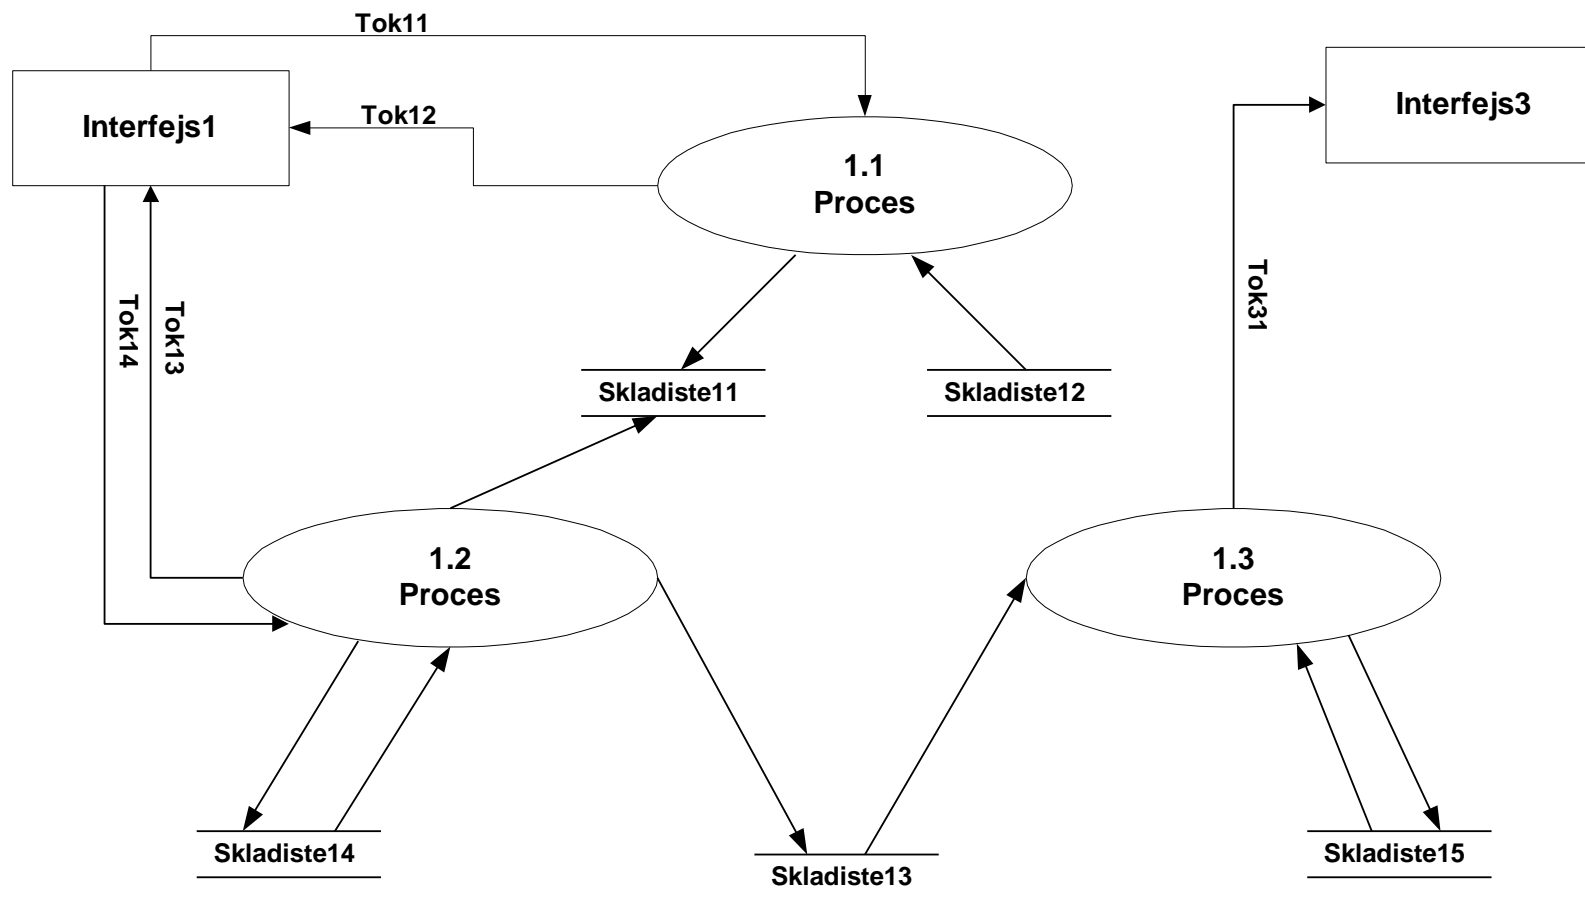 Tok11
Interfejs1
Tok12
Interfejs3
1.1
Proces
Tok14
Tok13
Tok31
Skladiste11
Skladiste12
1.2
Proces
1.3
Proces
Skladiste14
Skladiste13
Skladiste15